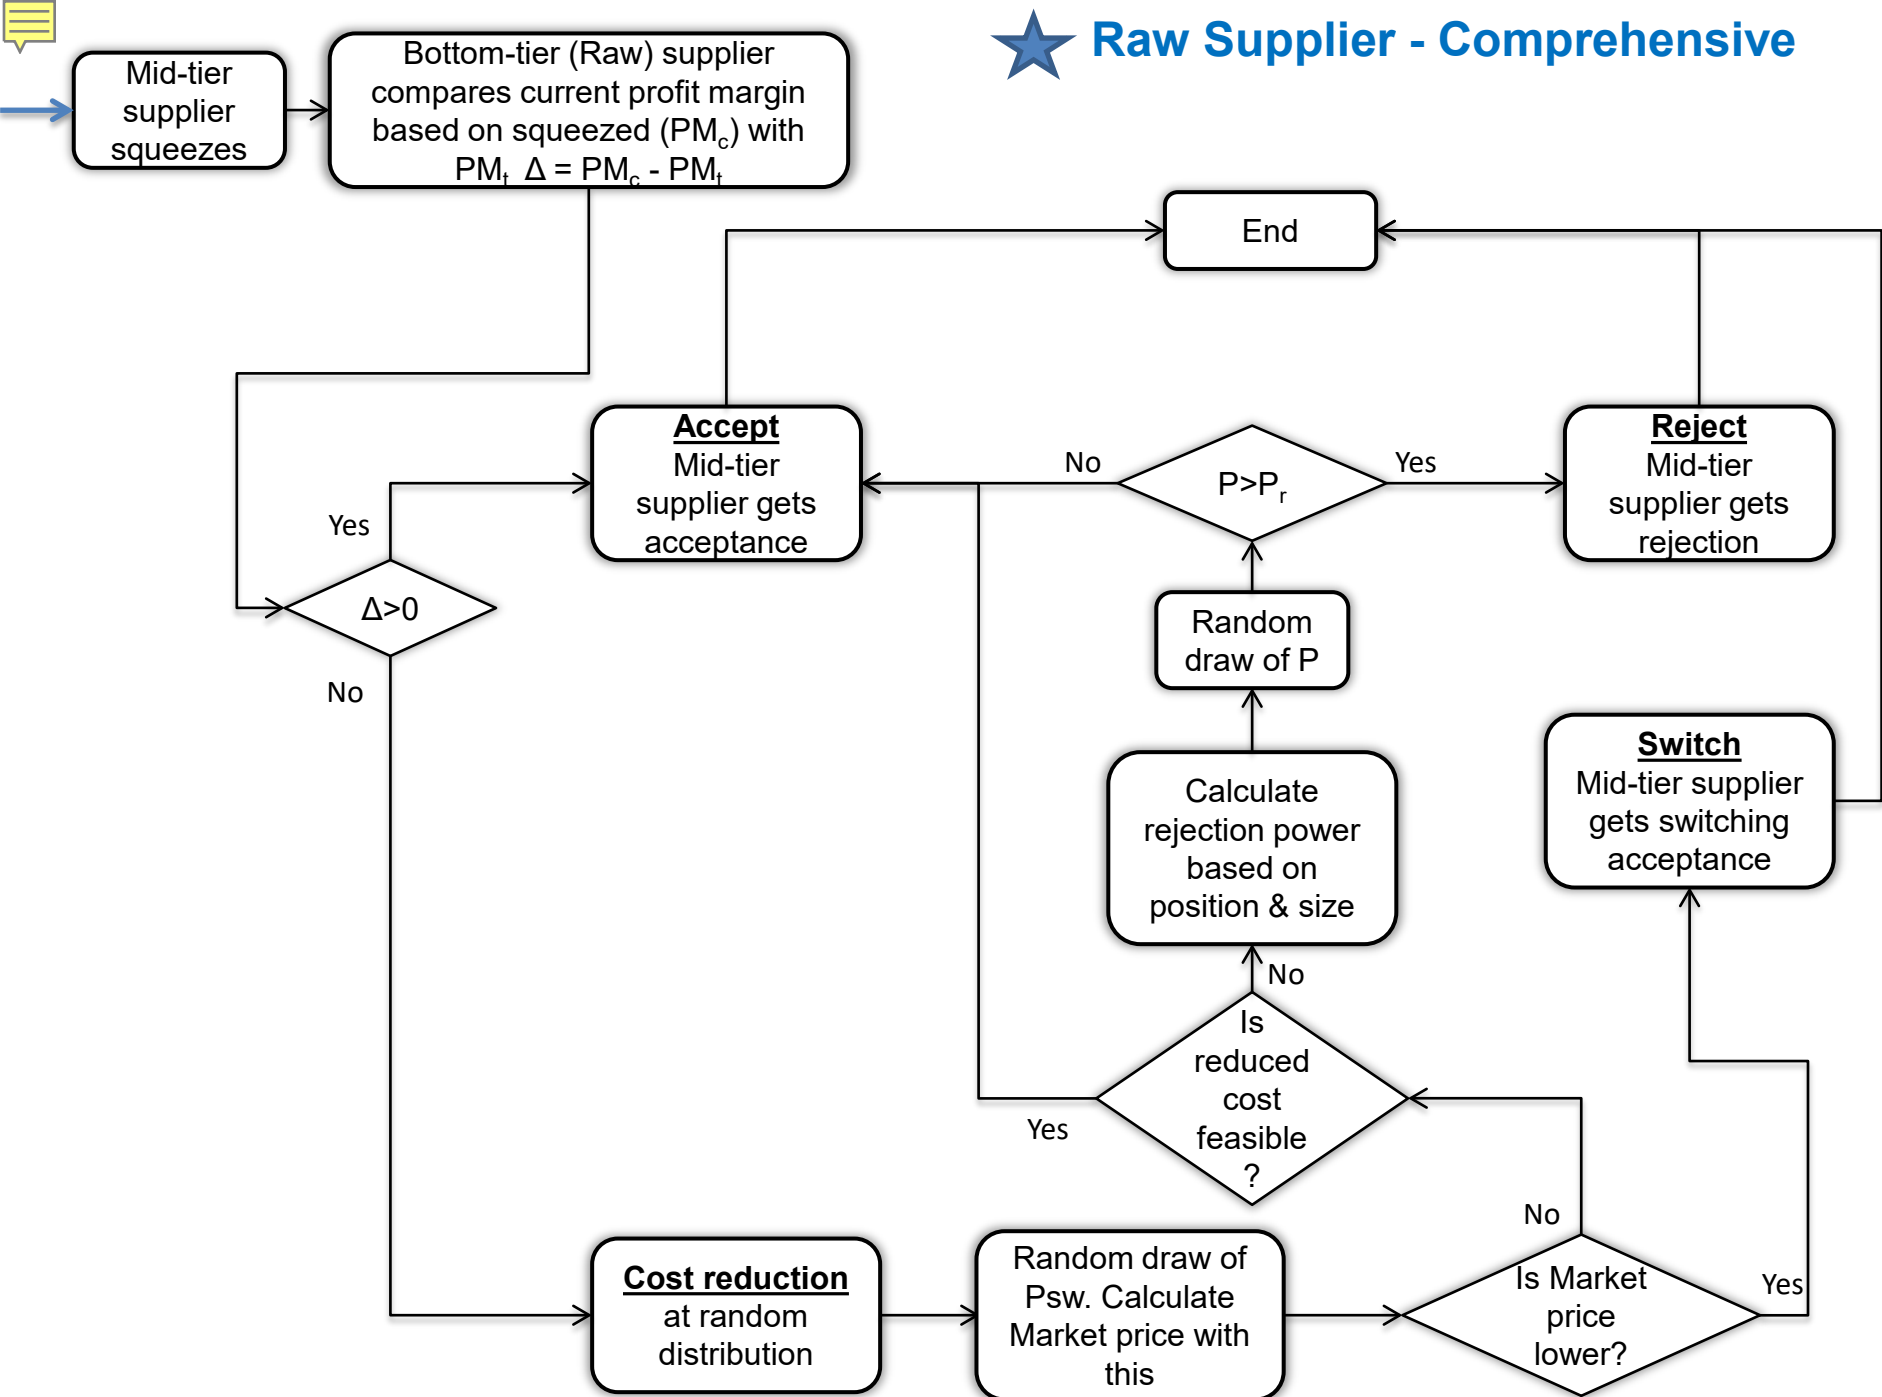 Raw Supplier - Comprehensive
Mid-tier
supplier
squeezes
Bottom-tier (Raw) supplier
compares current profit margin
based on squeezed (PMc) with
PMt  Δ = PMc - PMt
End
Accept
Mid-tier
supplier gets
acceptance
No
P>Pr
Yes
Reject
Mid-tier
supplier gets
rejection
Yes
Δ>0
No
Random
draw of P
Calculate
rejection power
based on
position & size
Switch
Mid-tier supplier
gets switching
acceptance
No
Is
reduced
cost
feasible
?
Yes
Cost reduction
at random
distribution
Random draw of
Psw. Calculate
Market price with
this
No
Is Market
price
lower?
Yes